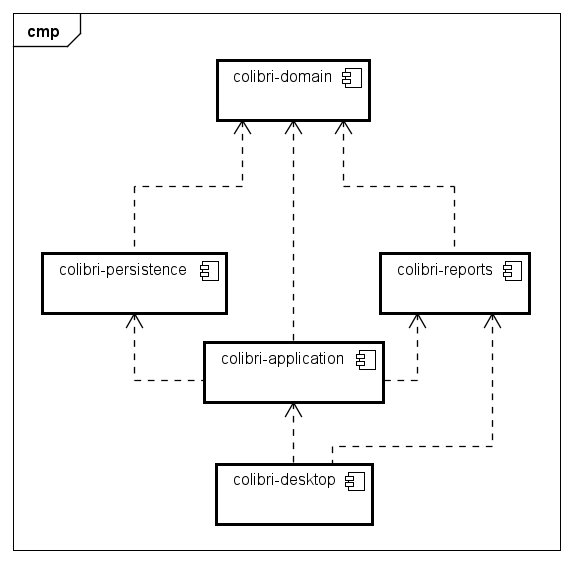 cmp
colibri-domain
colibri-persistence
colibri-reports
colibri-application
colibri-desktop